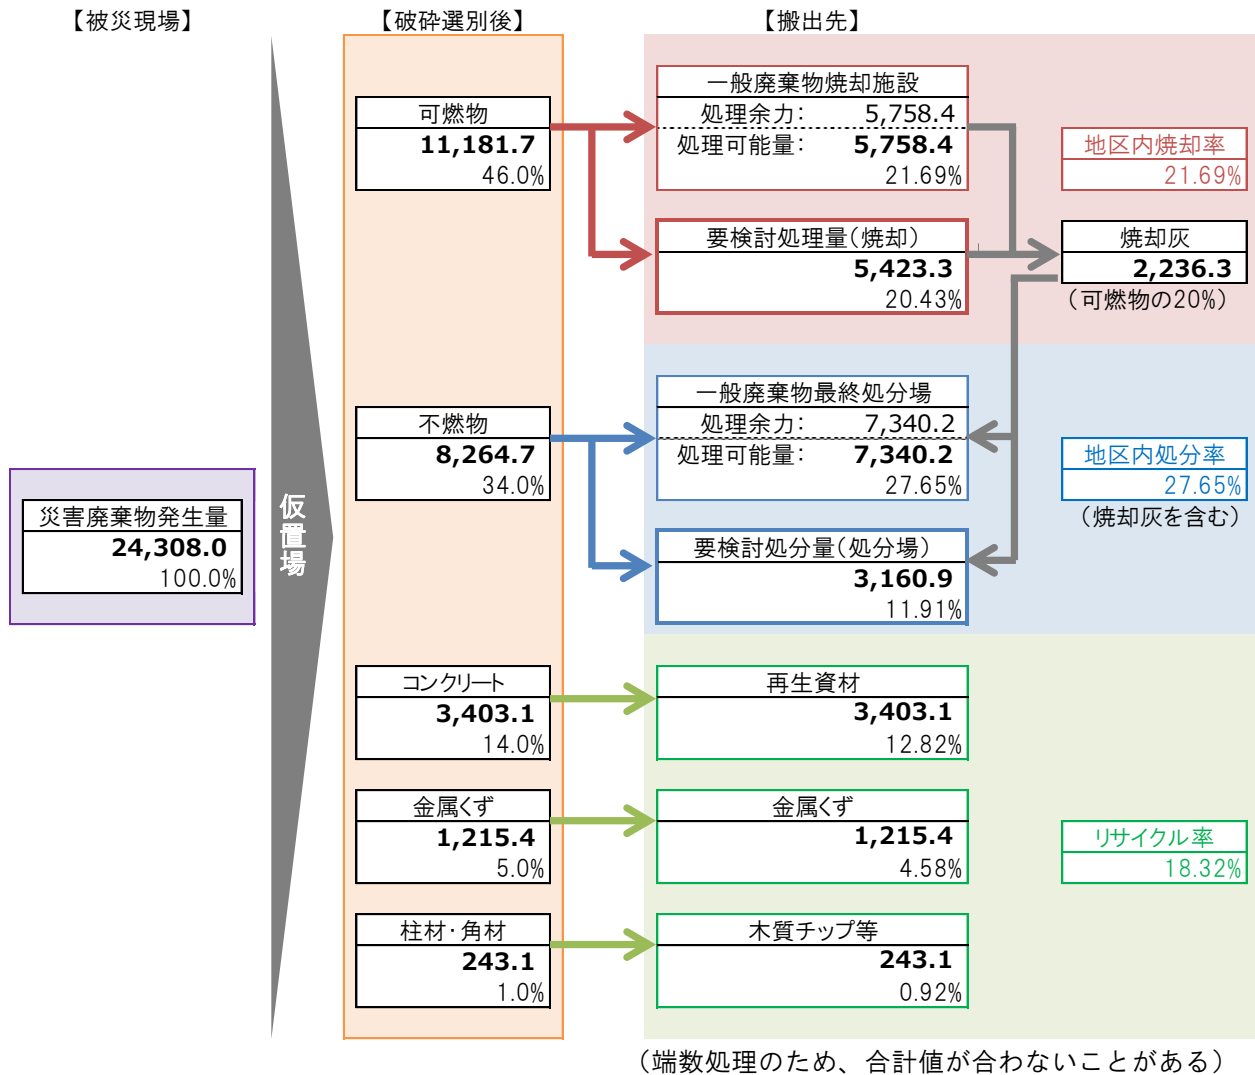 【被災現場】
【破砕選別後】
【搬出先】
災害廃棄物発生量
24,308.0
100.0%
仮置場
可燃物
11,181.7
46.0%
不燃物
8,264.7
34.0%
コンクリート
3,403.1
14.0%
金属くず
1,215.4
5.0%
柱材・角材
243.1
1.0%
一般廃棄物焼却施設
処理余力： 5,758.4
処理可能量： 5,758.4
21.69%
要検討処理量（焼却）
5,423.3
20.43%
地区内焼却率
21.69%
焼却灰
2,236.3
（可燃物の20%）
一般廃棄物最終処分場
処理余力： 7,340.2
処理可能量： 7,340.2
27.65%
要検討処分量（処分場）
3,160.9
11.91%
地区内処分率
27.65%
（焼却灰を含む）
再生資材
3,403.1
12.82%
金属くず
1,215.4
4.58%
木質チップ等
243.1
0.92%
リサイクル率
18.32%
（端数処理のため、合計値が合わないことがある）